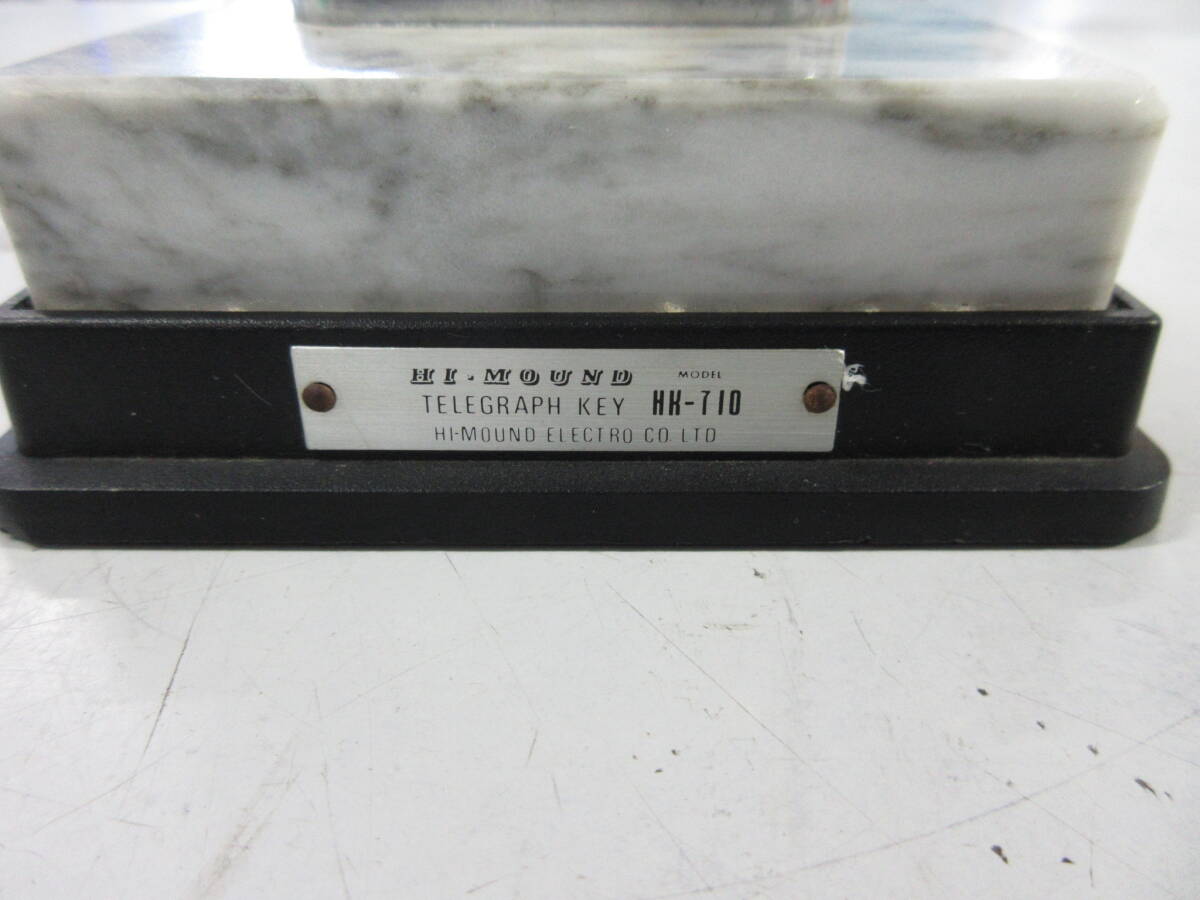 HI-MOUND MODEL
TELEGRAPH KEY HK-710
HI-MOUND ELECTRO CO. LTD